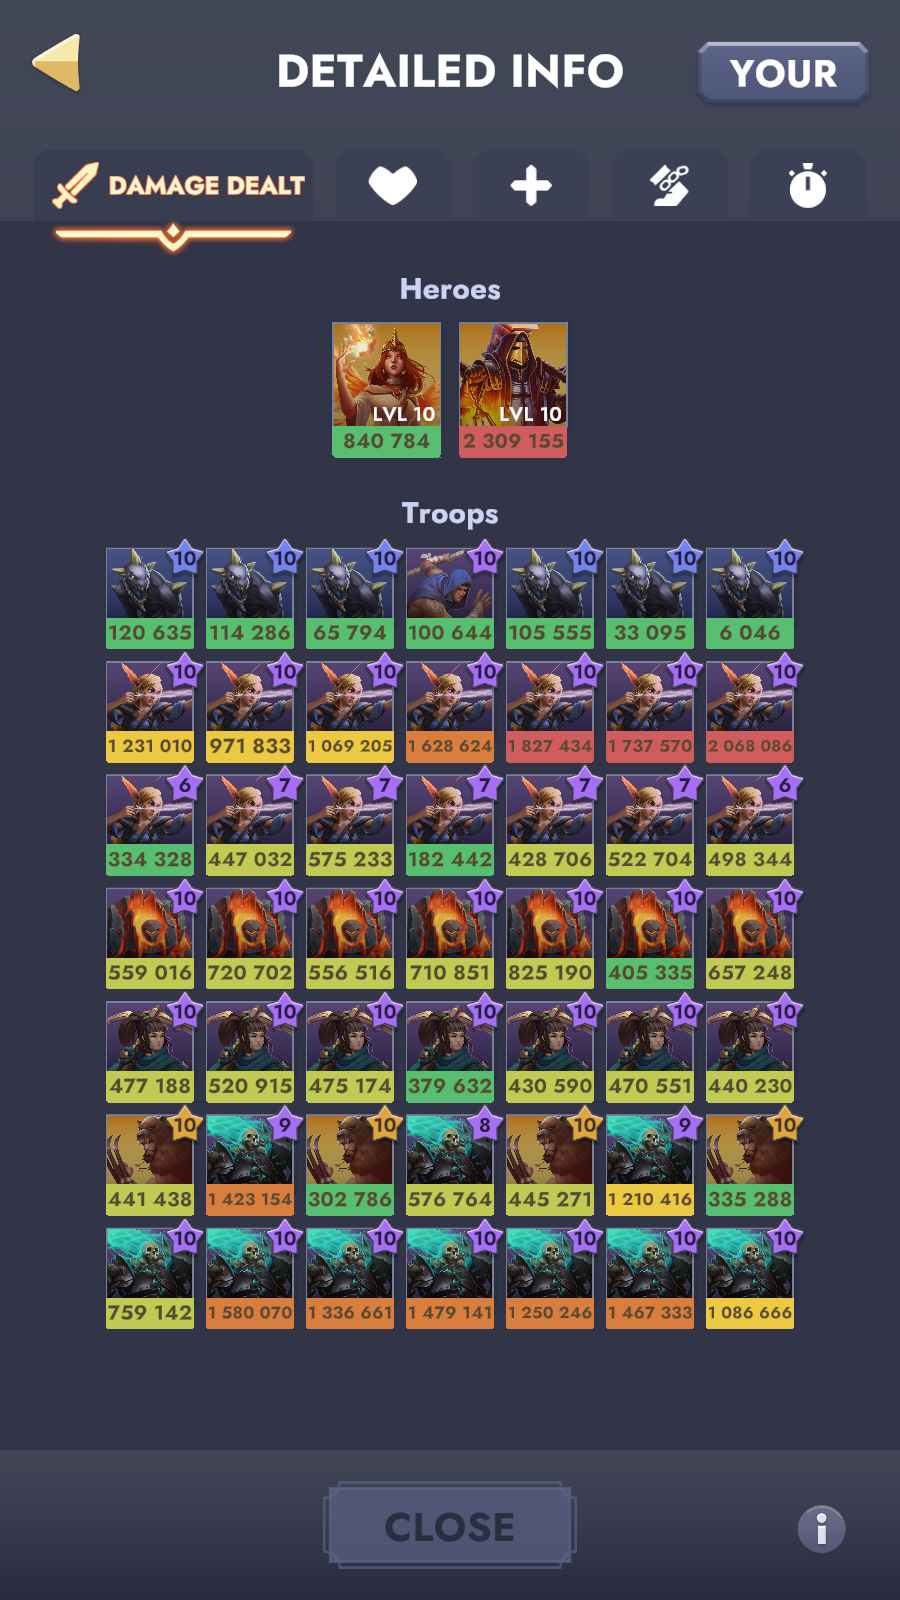 DETAILED INFO
YOUR
DAMAGE DEALT
Heroes
LVL 10 LVL 10
840 784 2 309 155
Troops
10 10 10 10 10 10 10
120 635 114 286 65 794 100 644 105 555 33 095 6 046
10 10 10 10 10 10 10
1 231 010 971 833 1 069 205 1 628 624 1 827 434 1 737 570 2 068 086
6 7 7 7 7 7 6
334 328 447 032 575 233 182 442 428 706 522 704 498 344
10 10 10 10 10 10 10
559 016 720 702 556 516 710 851 825 190 405 335 657 248
10 10 10 10 10 10 10
477 188 520 915 475 174 379 632 430 590 470 551 440 230
10 9 10 8 10 9 10
441 438 1 423 154 302 786 576 764 445 271 1 210 416 335 288
10 10 10 10 10 10 10
759 142 1 580 070 1 336 661 1 479 141 1 250 246 1 467 333 1 086 666
CLOSE
i